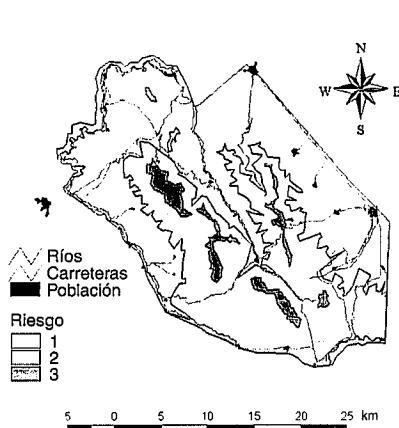 N
W E
S
Ríos
Carreteras
Población
Riesgo
1
2
3
5 0 5 10 15 20 25 km